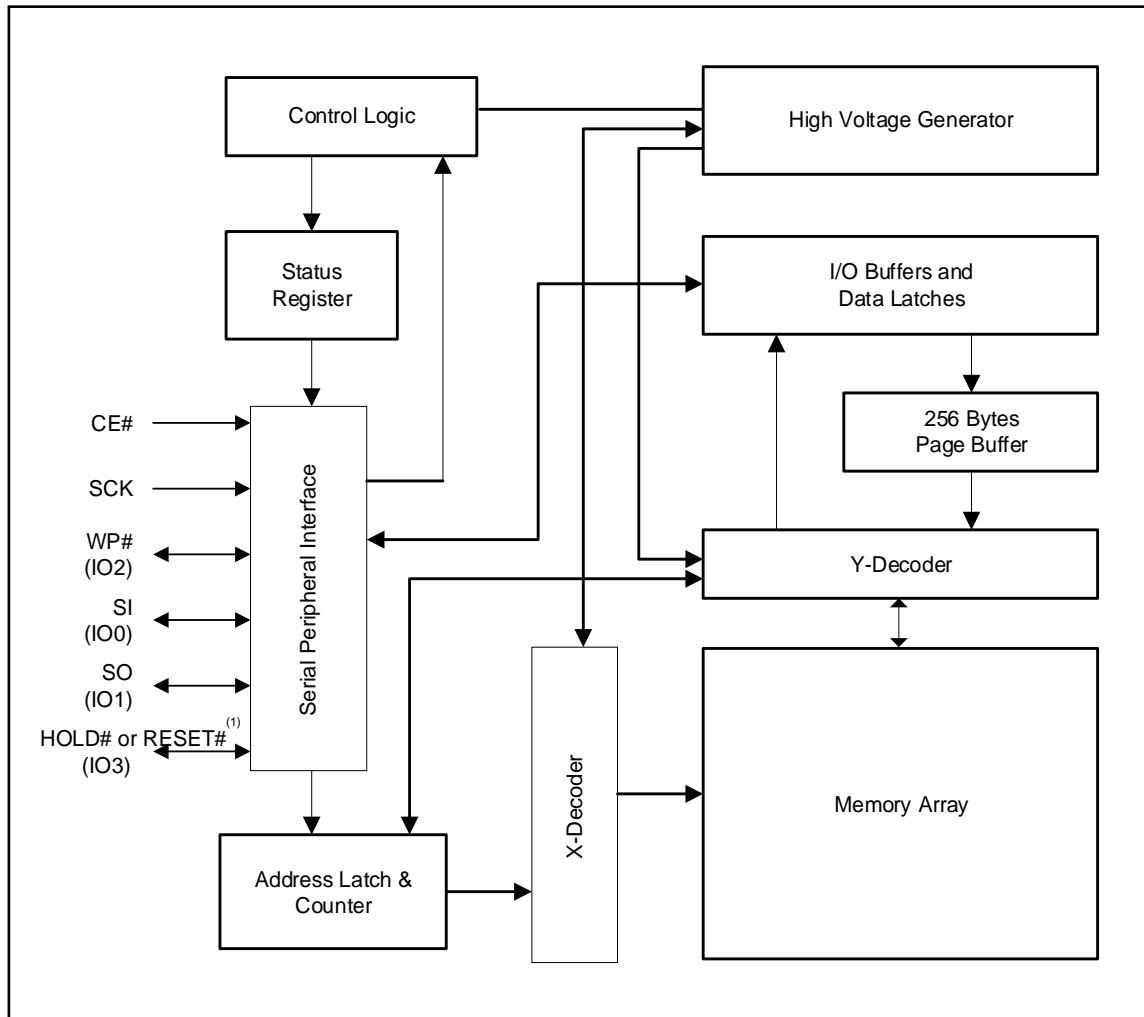 Control Logic
High Voltage Generator
Status
Register
I/O Buffers and
Data Latches
256 Bytes
Page Buffer
CE#
SCK
WP#
(IO2)
SI
(IO0)
SO
(IO1)
HOLD# or RESET# (1)
(IO3)
Serial Peripheral Interface
Y-Decoder
X-Decoder
Memory Array
Address Latch &
Counter